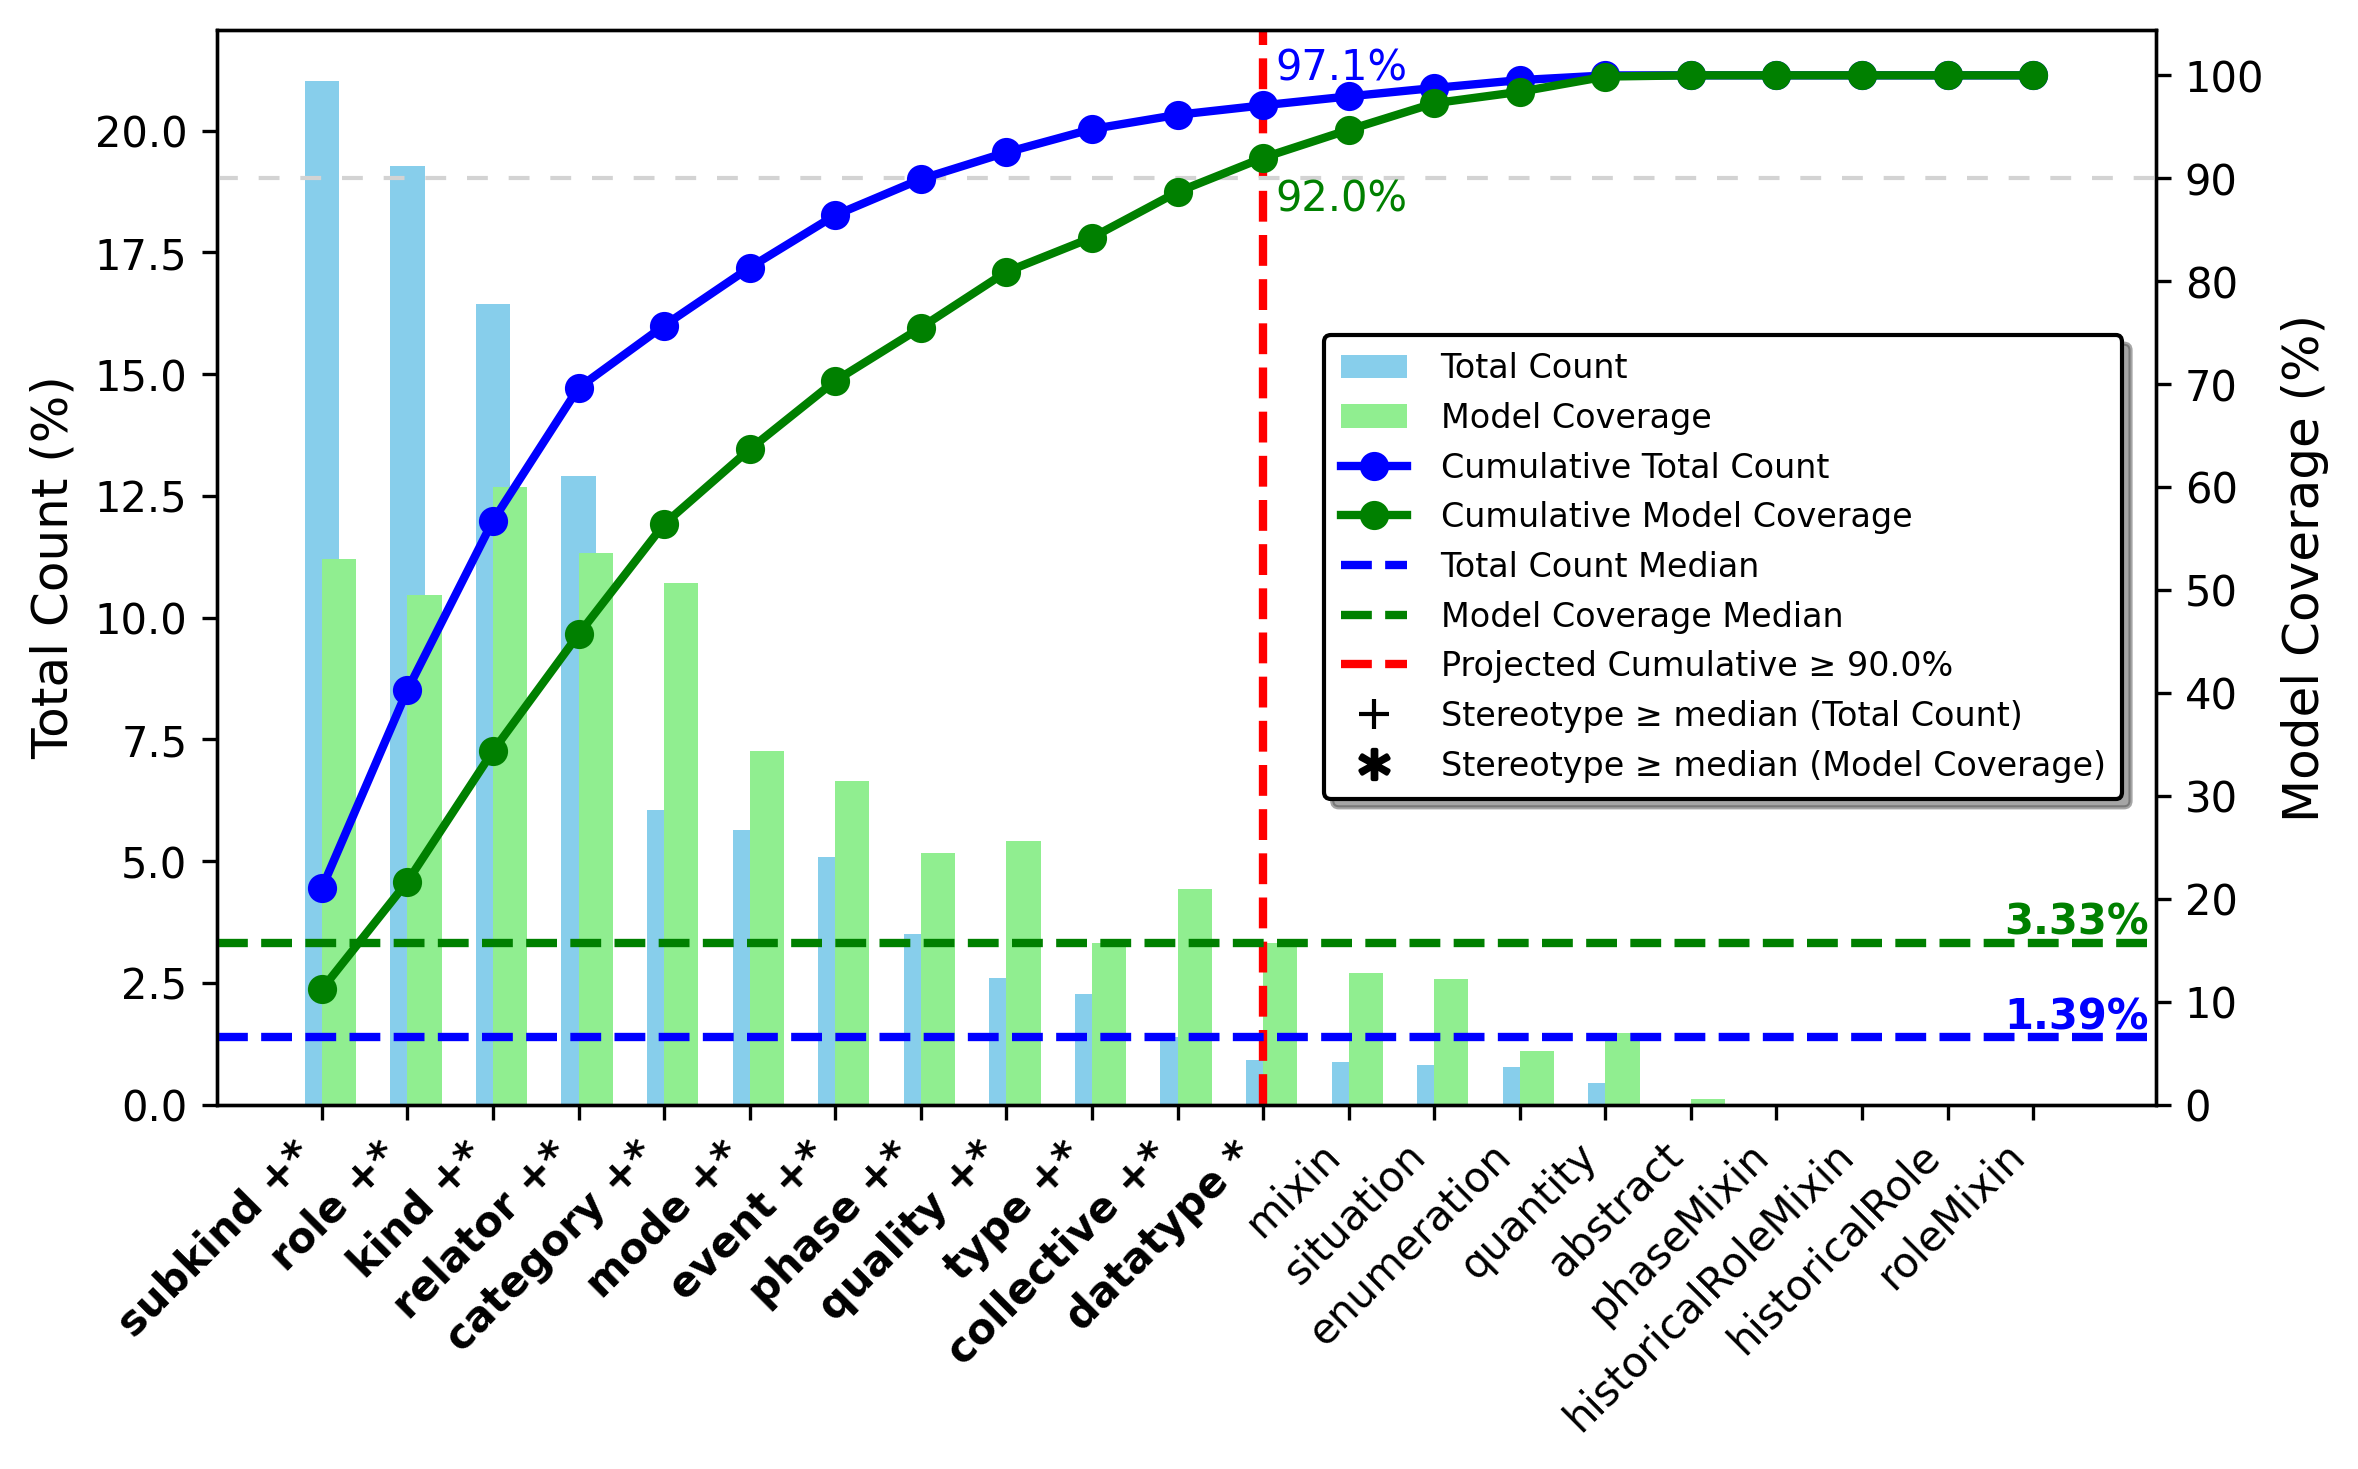 Total Count (%)
20.0
17.5
15.0
12.5
10.0
7.5
5.0
2.5
0.0
97.1%
92.0%
Total Count
Model Coverage
Cumulative Total Count
Cumulative Model Coverage
Total Count Median
Model Coverage Median
Projected Cumulative ≥ 90.0%
Stereotype ≥ median (Total Count)
Stereotype ≥ median (Model Coverage)
3.33%
1.39%
100
90
80
70
60
50
40
30
20
10
0
Model Coverage (%)
subkind +*
role +*
kind +*
relator +*
category +*
mode +*
event +*
phase +*
quality +*
type +*
collective +*
datatype *
mixin
situation
enumeration
quantity
abstract
phaseMixin
historicalRoleMixin
historicalRole
roleMixin